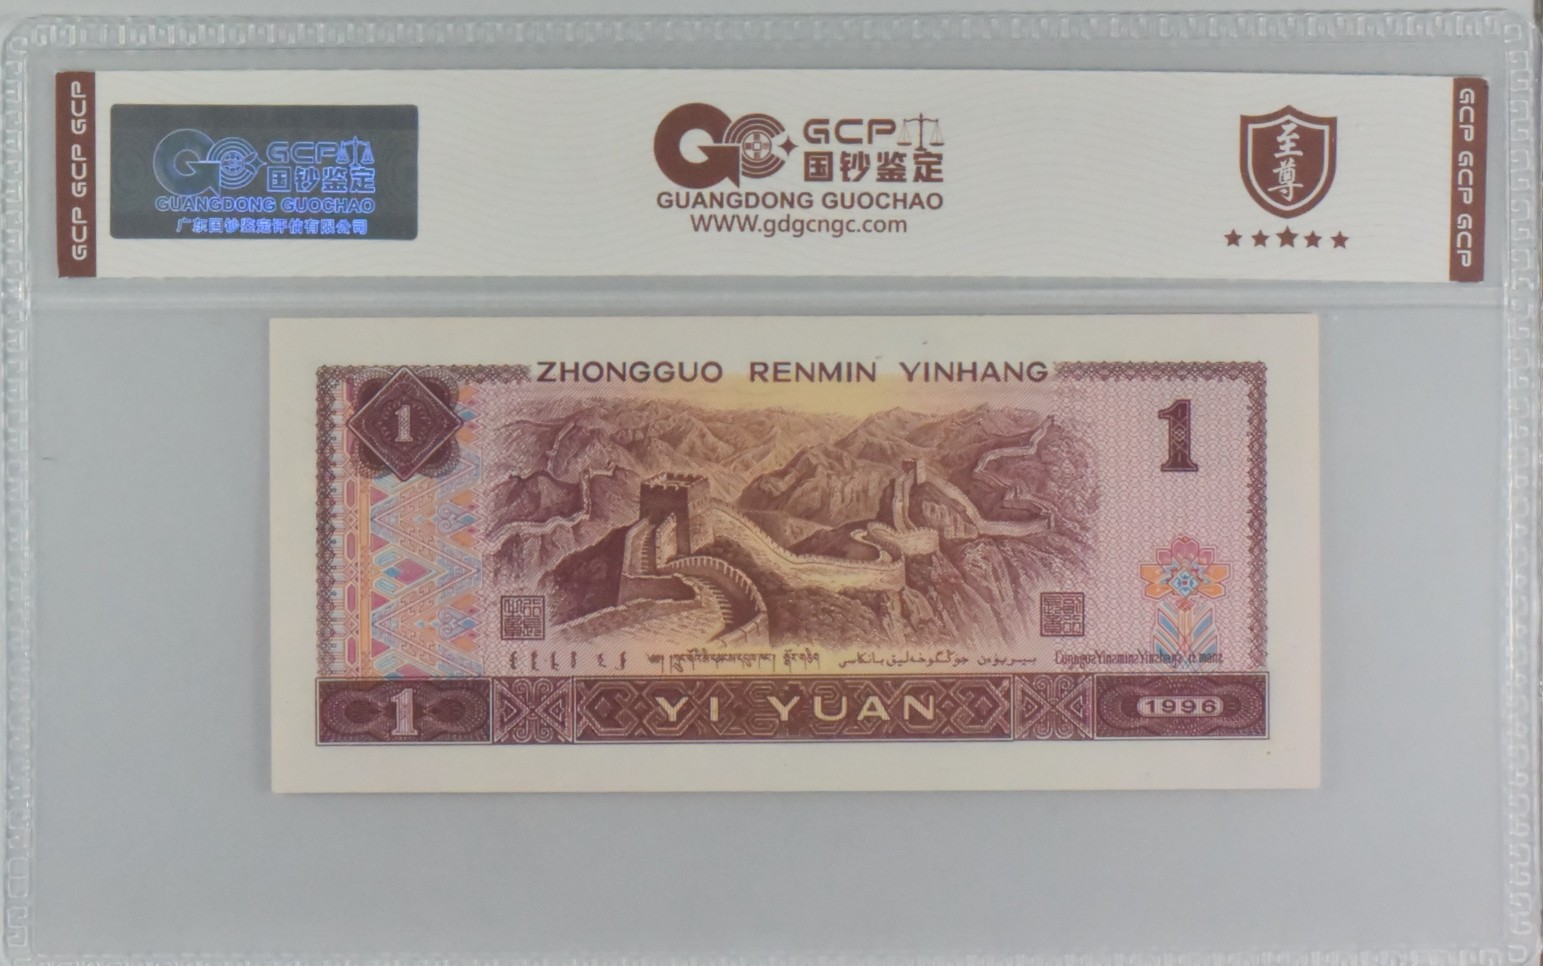 GCP GCP GCP
GCP
国钞鉴定
GUANGDONG GUOCHAO
广东国钞鉴定评估有限公司
GCP
国钞鉴定
GUANGDONG GUOCHAO
WWW.gdgcngc.com
至尊
GCP GCP GCP
ZHONGGUO RENMIN YINHANG
1
1
1
YI YUAN
1996